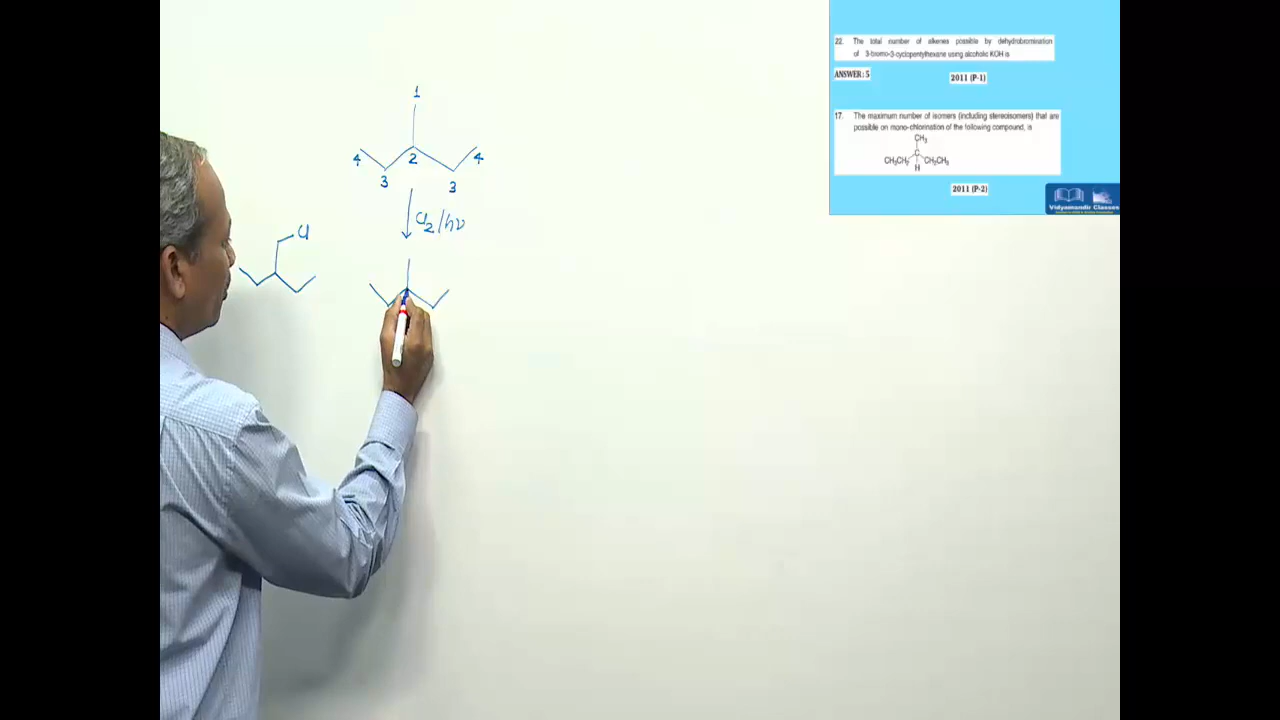 22. The total number of alkenes possible by dehydrobromination
of 3-bromo-3-cyclopentylhexane using alcoholic KOH is
ANSWER: 5
2011 (P-1)
17. The maximum number of isomers (including stereoisomers) that are
possible on mono-chlorination of the following compound, is
CH3
C
CH3CH2 CH2CH3
H
2011 (P-2)
Vidyamandir Classes
1
4 2 4
3 3
Cl2/hν
Cl